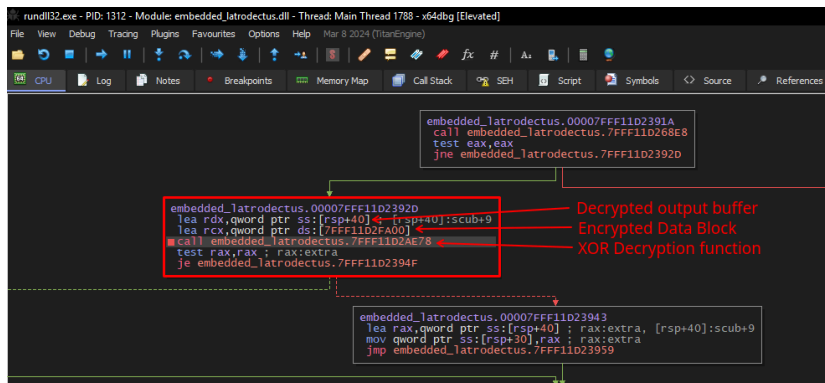 rundll32.exe - PID: 1312 - Module: embedded_latrodectus.dll - Thread: Main Thread 1788 - x64dbg [Elevated]
File View Debug Tracing Plugins Favourites Options Help Mar 8 2024 (TitanEngine)
CPU Log Notes Breakpoints Memory Map Call Stack SEH Script Symbols Source References
embedded_latrodectus.00007FFF11D2391A
call embedded_latrodectus.7FFF11D268E8
test eax,eax
jne embedded_latrodectus.7FFF11D2392D
embedded_latrodectus.00007FFF11D2392D
lea rdx,qword ptr ss:[rsp+40] ; [rsp+40]:scub+9
lea rcx,qword ptr ds:[7FFF11D2FA00]
call embedded_latrodectus.7FFF11D2AE78
test rax,rax ; rax:extra
je embedded_latrodectus.7FFF11D2394F
Decrypted output buffer
Encrypted Data Block
XOR Decryption function
embedded_latrodectus.00007FFF11D23943
lea rax,qword ptr ss:[rsp+40] ; rax:extra, [rsp+40]:scub+9
mov qword ptr ss:[rsp+30],rax ; rax:extra
jmp embedded_latrodectus.7FFF11D23959